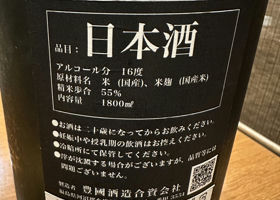 品目： 日本酒
アルコール分 16度
原材料名 米（国産）、米麹（国産米）
精米歩合 55％
内容量 1800㎖
●お酒は二十歳になってからお飲みください。
●妊娠中や授乳期の飲酒はお控えください。
●冷暗所にて保管してください。
●滓が沈殿する場合がございますが、品質等には
問題ございません。
製造者 豊國酒造合資会社